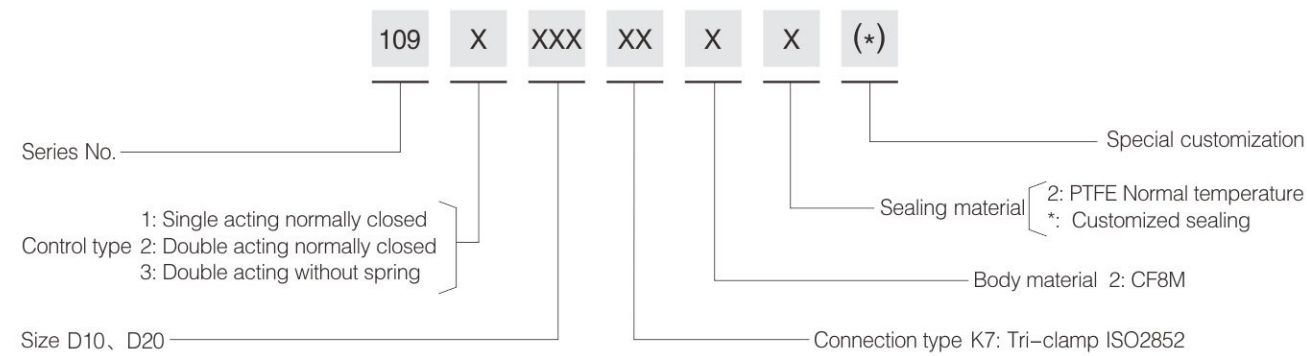 109 X XXX XX X X (*)
Special customization
Series No.
Sealing material
2: PTFE Normal temperature
*: Customized sealing
1: Single acting normally closed
Control type 2: Double acting normally closed
3: Double acting without spring
Body material 2: CF8M
Size D10、D20
Connection type K7: Tri-clamp ISO2852